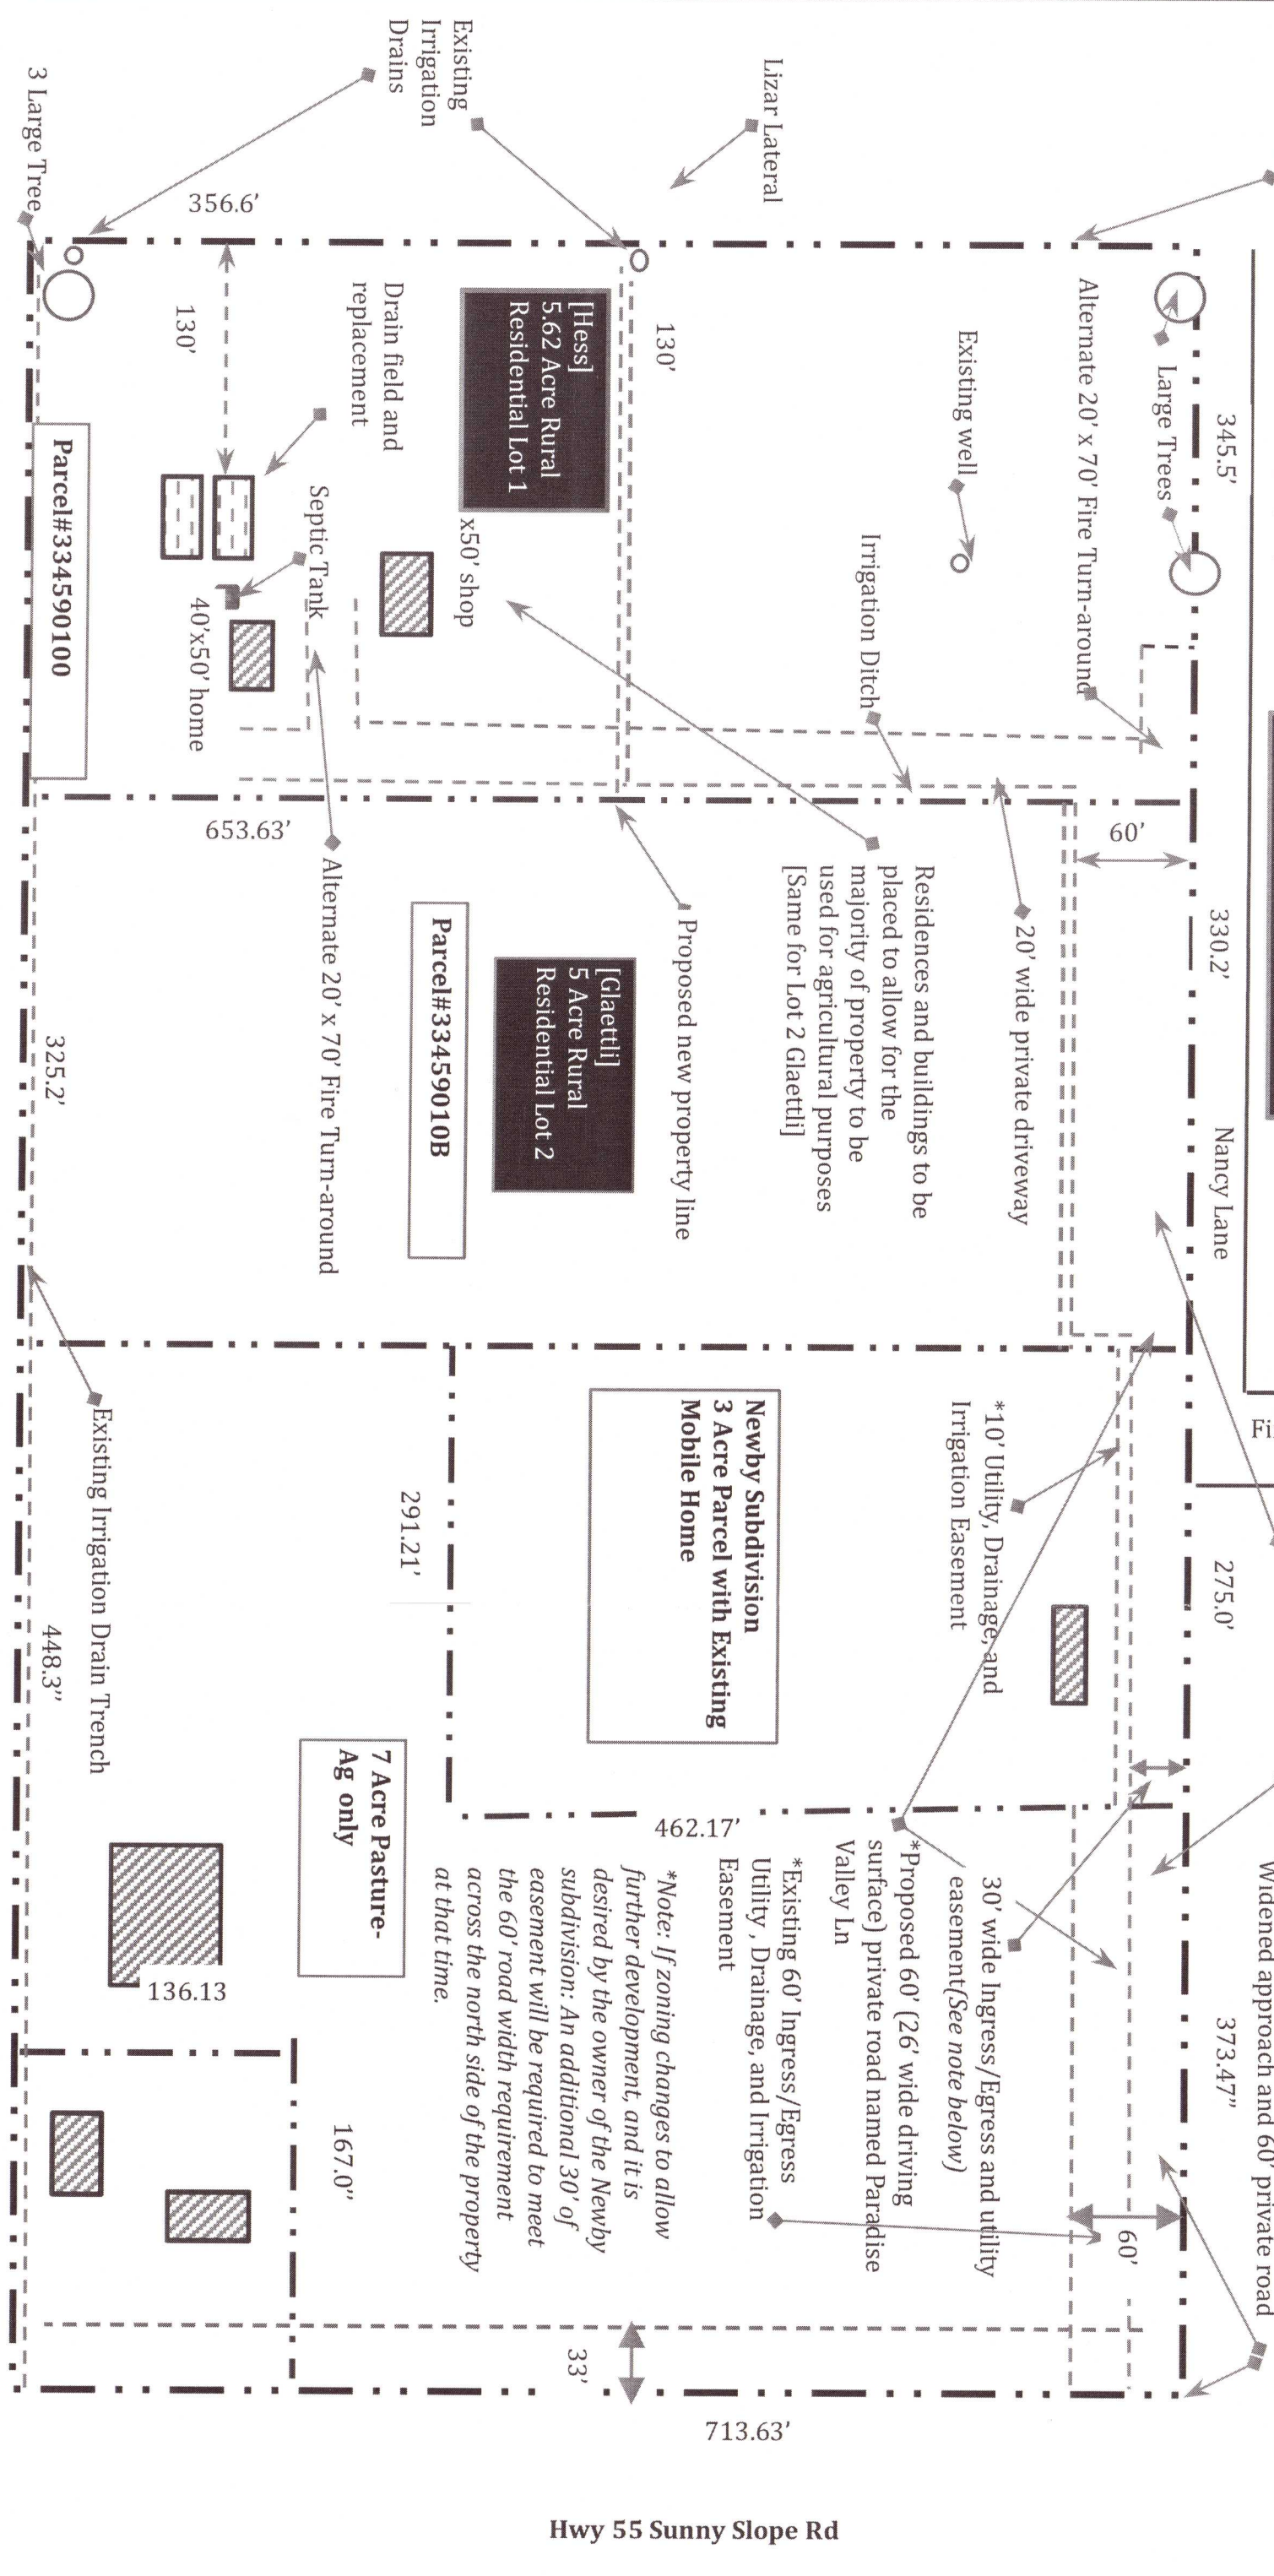 Lizar Lateral
Existing
Irrigation
Drains
3 Large Tree
356.6’
345.5’
Large Trees
Alternate 20’ x 70’ Fire Turn-around
Existing well
Irrigation Ditch
130’
[Hess]
5.62 Acre Rural
Residential Lot 1
x50’ shop
Drain field and
replacement
Septic Tank
130’
40’x50’ home
Parcel#334590100
330.2’
Nancy Lane
60’
20’ wide private driveway
Residences and buildings to be
placed to allow for the
majority of property to be
used for agricultural purposes
[Same for Lot 2 Glaettli]
Proposed new property line
[Glaettli]
5 Acre Rural
Residential Lot 2
Parcel#33459010B
Alternate 20’ x 70’ Fire Turn-around
653.63’
325.2’
275.0’
*10’ Utility, Drainage, and
Irrigation Easement
Newby Subdivision
3 Acre Parcel with Existing
Mobile Home
291.21’
Existing Irrigation Drain Trench
448.3”
7 Acre Pasture-
Ag only
462.17’
136.13
Widened approach and 60’ private road
373.47”
60’
30’ wide Ingress/Egress and utility
easement(See note below)
*Proposed 60’ (26’ wide driving
surface) private road named Paradise
Valley Ln
*Existing 60’ Ingress/Egress
Utility , Drainage, and Irrigation
Easement
*Note: If zoning changes to allow
further development, and it is
desired by the owner of the Newby
subdivision: An additional 30’ of
easement will be required to meet
the 60’ road width requirement
across the north side of the property
at that time.
167.0”
33’
713.63’
Hwy 55 Sunny Slope Rd